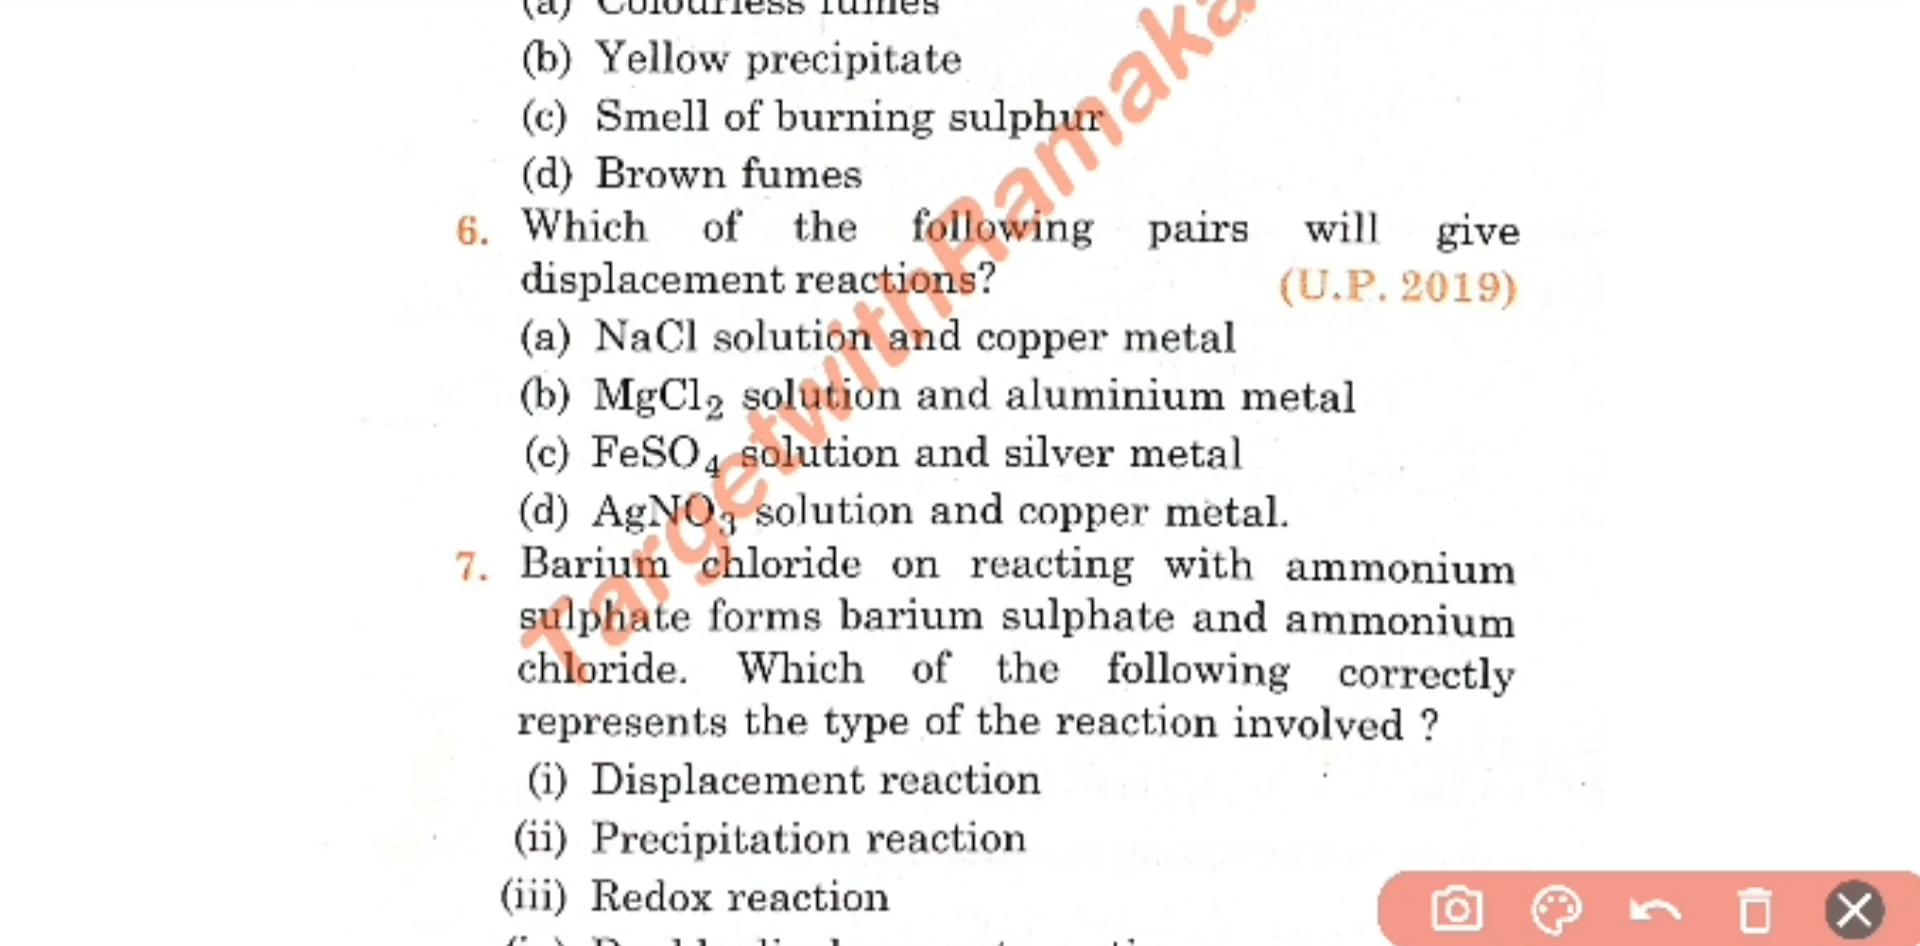 (a) Colourless fumes
(b) Yellow precipitate
(c) Smell of burning sulphur
(d) Brown fumes
6. Which of the following pairs will give
displacement reactions? (U.P. 2019)
(a) NaCl solution and copper metal
(b) MgCl₂ solution and aluminium metal
(c) FeSO₄ solution and silver metal
(d) AgNO₃ solution and copper metal.
7. Barium chloride on reacting with ammonium
sulphate forms barium sulphate and ammonium
chloride. Which of the following correctly
represents the type of the reaction involved ?
(i) Displacement reaction
(ii) Precipitation reaction
(iii) Redox reaction
TargetwithRamaka